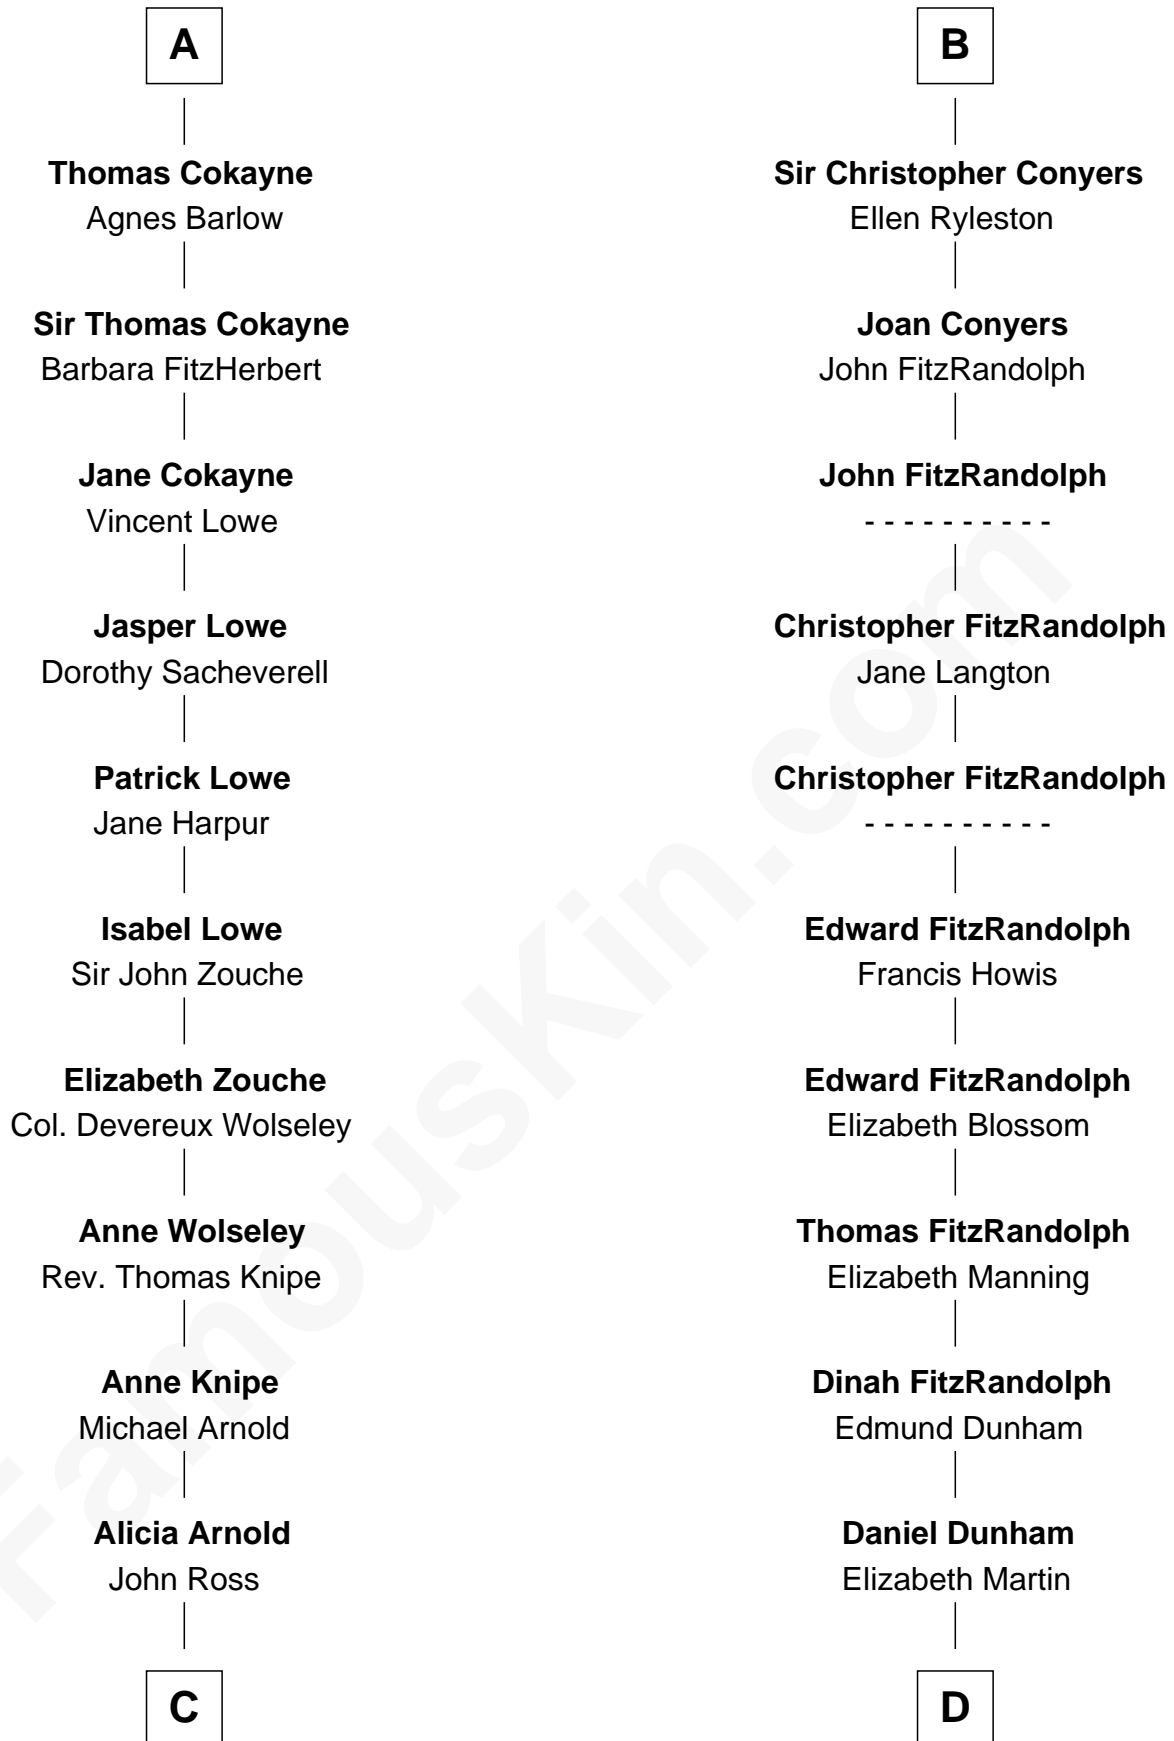 A
Thomas Cokayne
Agnes Barlow
Sir Thomas Cokayne
Barbara FitzHerbert
Jane Cokayne
Vincent Lowe
Jasper Lowe
Dorothy Sacheverell
Patrick Lowe
Jane Harpur
Isabel Lowe
Sir John Zouche
Elizabeth Zouche
Col. Devereux Wolseley
Anne Wolseley
Rev. Thomas Knipe
Anne Knipe
Michael Arnold
Alicia Arnold
John Ross
C
B
Sir Christopher Conyers
Ellen Ryleston
Joan Conyers
John FitzRandolph
John FitzRandolph
- - - - - - - - - -
Christopher FitzRandolph
Jane Langton
Christopher FitzRandolph
- - - - - - - - - -
Edward FitzRandolph
Francis Howis
Edward FitzRandolph
Elizabeth Blossom
Thomas FitzRandolph
Elizabeth Manning
Dinah FitzRandolph
Edmund Dunham
Daniel Dunham
Elizabeth Martin
D
FamousKin.com